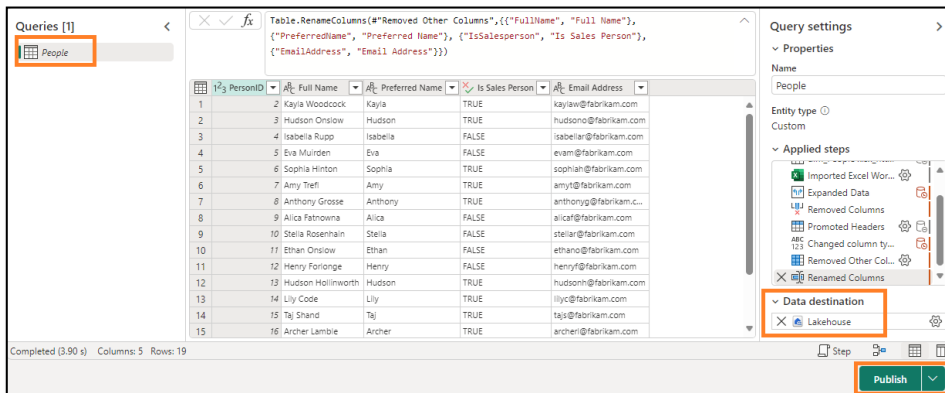 Queries [1]
People
fx
Table.RenameColumns(#"Removed Other Columns",{{"FullName", "Full Name"},
{"PreferredName", "Preferred Name"}, {"IsSalesperson", "Is Sales Person"},
{"EmailAddress", "Email Address"}})
1²3 PersonID ABC Full Name ABC Preferred Name Is Sales Person ABC Email Address
1 2 Kayla Woodcock Kayla TRUE kaylaw@fabrikam.com
2 3 Hudson Onslow Hudson TRUE hudsono@fabrikam.com
3 4 Isabella Rupp Isabella FALSE isabellar@fabrikam.com
4 5 Eva Muirden Eva FALSE evam@fabrikam.com
5 6 Sophia Hinton Sophia TRUE sophiah@fabrikam.com
6 7 Amy Trefl Amy TRUE amyt@fabrikam.com
7 8 Anthony Grosse Anthony TRUE anthonyg@fabrikam.c...
8 9 Alica Fatnowna Alica FALSE alicaf@fabrikam.com
9 10 Stella Rosenhain Stella FALSE stellar@fabrikam.com
10 11 Ethan Onslow Ethan FALSE ethano@fabrikam.com
11 12 Henry Forlonge Henry FALSE henryf@fabrikam.com
12 13 Hudson Hollinworth Hudson FALSE hudsonh@fabrikam.com
13 14 Lily Code Lily TRUE lilyc@fabrikam.com
14 15 Taj Shand Taj TRUE tajs@fabrikam.com
15 16 Archer Lamble Archer TRUE archerl@fabrikam.com
Completed (3.90 s) Columns: 5 Rows: 19
Query settings
Properties
Name
People
Entity type
Custom
Applied steps
Imported Excel Wor...
Expanded Data
Removed Columns
Promoted Headers
ABC 123 Changed column ty...
Removed Other Col...
Renamed Columns
Data destination
Lakehouse
Step
Publish